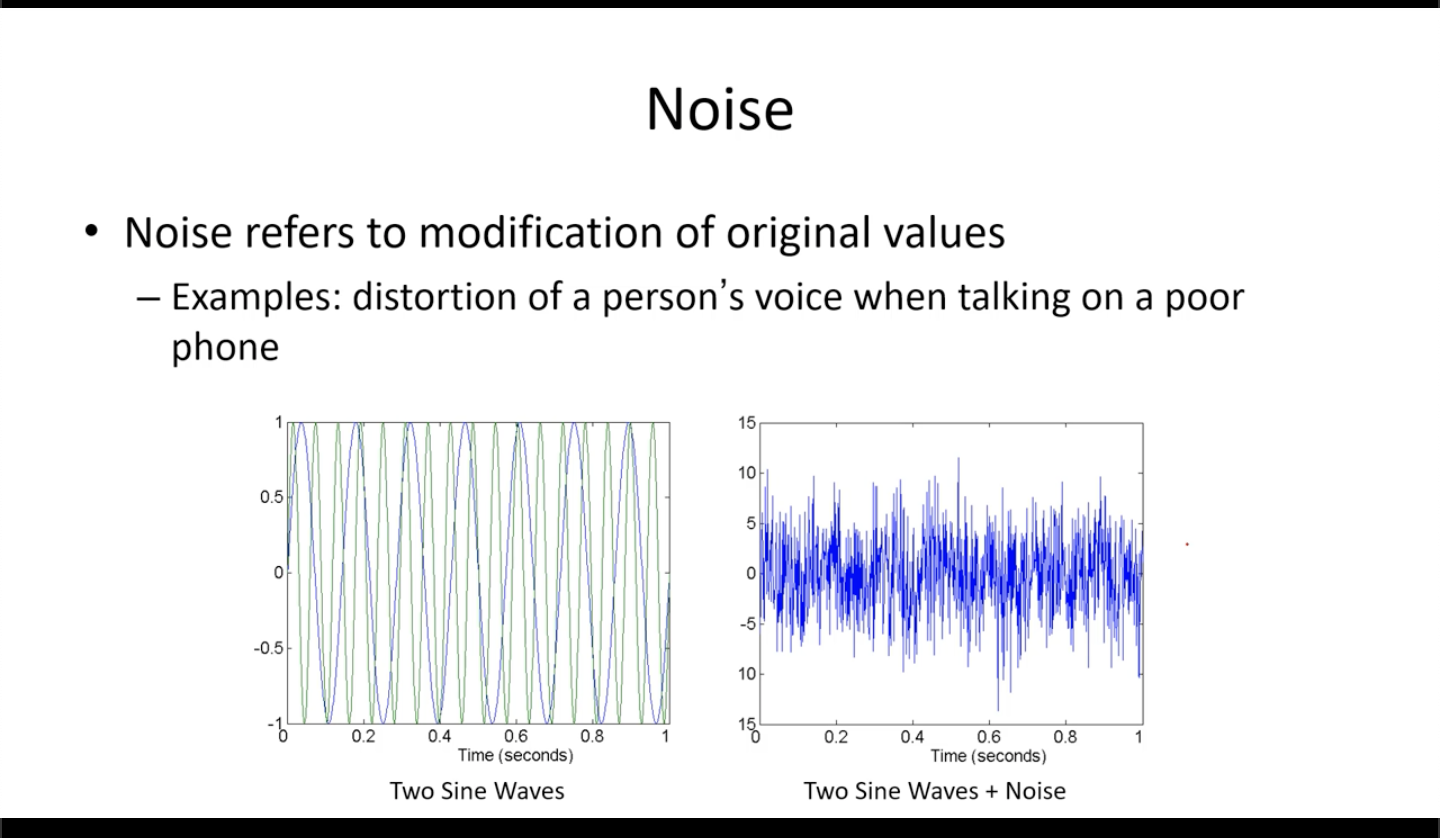 Noise
• Noise refers to modification of original values
– Examples: distortion of a person’s voice when talking on a poor
phone
1
0.5
0
-0.5
-1
0 0.2 0.4 0.6 0.8 1
Time (seconds)
Two Sine Waves
15
10
5
0
-5
10
15
0 0.2 0.4 0.6 0.8 1
Time (seconds)
Two Sine Waves + Noise